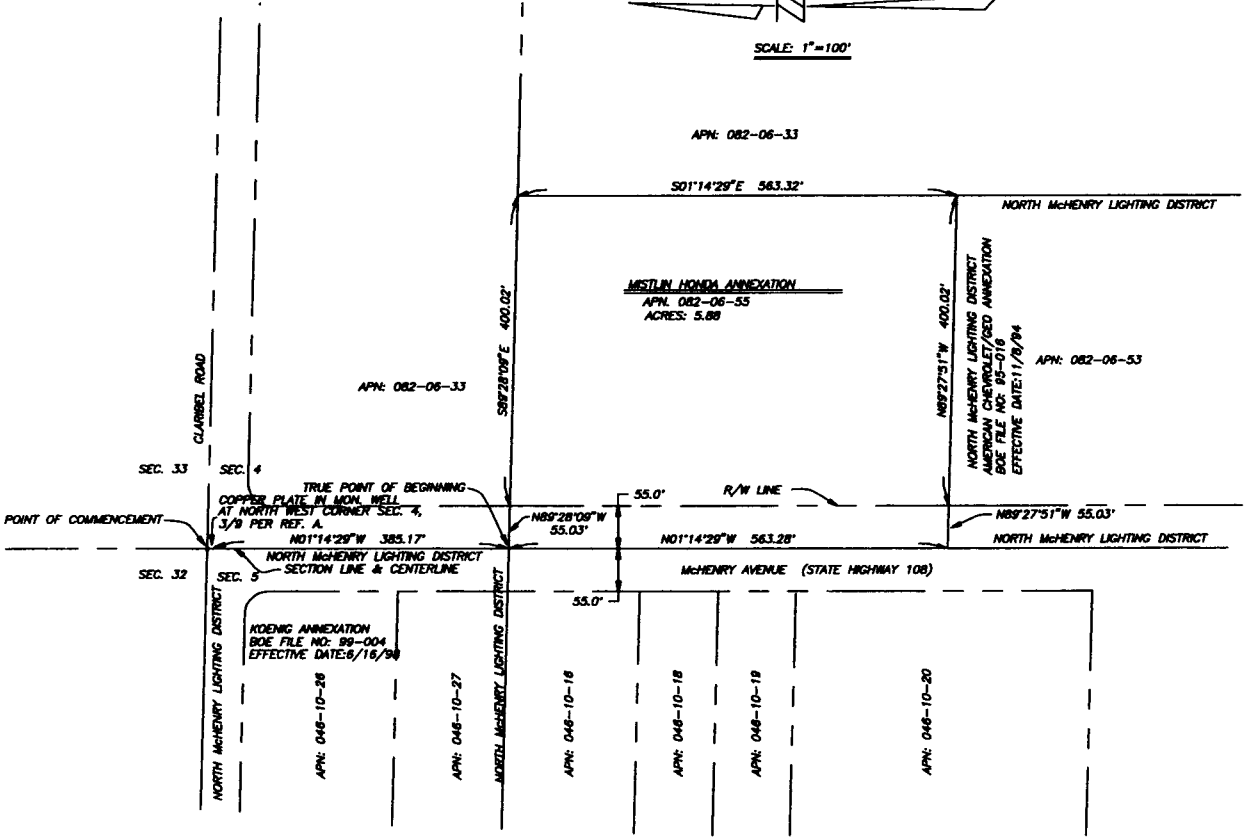 SCALE: 1"=100'
APN: 082-06-33
S01°14'29"E 563.32'
NORTH McHENRY LIGHTING DISTRICT
MISTLIN HONDA ANNEXATION
APN. 082-06-55
ACRES: 5.88
S89°28'09"E 400.02'
N89°27'51"W 400.02'
NORTH McHENRY LIGHTING DISTRICT
AMERICAN CHEVROLET/GEO ANNEXATION
BOE FILE NO: 95-016
EFFECTIVE DATE:11/8/94
APN: 082-06-53
APN: 082-06-33
CLARIBEL ROAD
SEC. 33
SEC. 4
TRUE POINT OF BEGINNING
COPPER PLATE IN MON. WELL
AT NORTH WEST CORNER SEC. 4,
3/9 PER REF. A.
POINT OF COMMENCEMENT
55.0'
R/W LINE
N89°28'09"W
55.03'
N89°27'51"W 55.03'
N01°14'29"W 385.17'
N01°14'29"W 563.28'
NORTH McHENRY LIGHTING DISTRICT
NORTH McHENRY LIGHTING DISTRICT
SECTION LINE & CENTERLINE
McHENRY AVENUE (STATE HIGHWAY 108)
SEC. 32
SEC. 5
55.0'
KOENIG ANNEXATION
BOE FILE NO: 99-004
EFFECTIVE DATE:6/16/98
NORTH McHENRY LIGHTING DISTRICT
APN: 046-10-26
APN: 046-10-27
NORTH McHENRY LIGHTING DISTRICT
APN: 046-10-16
APN: 046-10-18
APN: 046-10-19
APN: 046-10-20